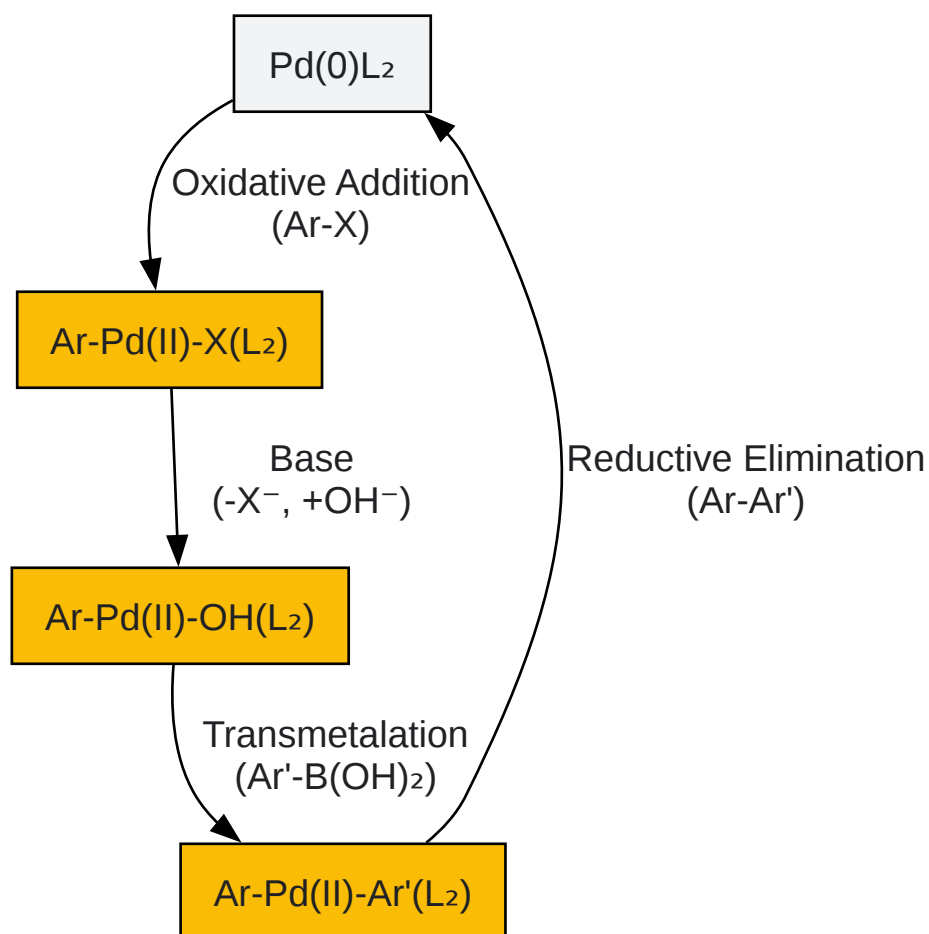 Pd(0)L₂
Oxidative Addition
(Ar-X)
Ar-Pd(II)-X(L₂)
Base
(-X⁻, +OH⁻)
Reductive Elimination
(Ar-Ar')
Ar-Pd(II)-OH(L₂)
Transmetalation
(Ar'-B(OH)₂)
Ar-Pd(II)-Ar'(L₂)